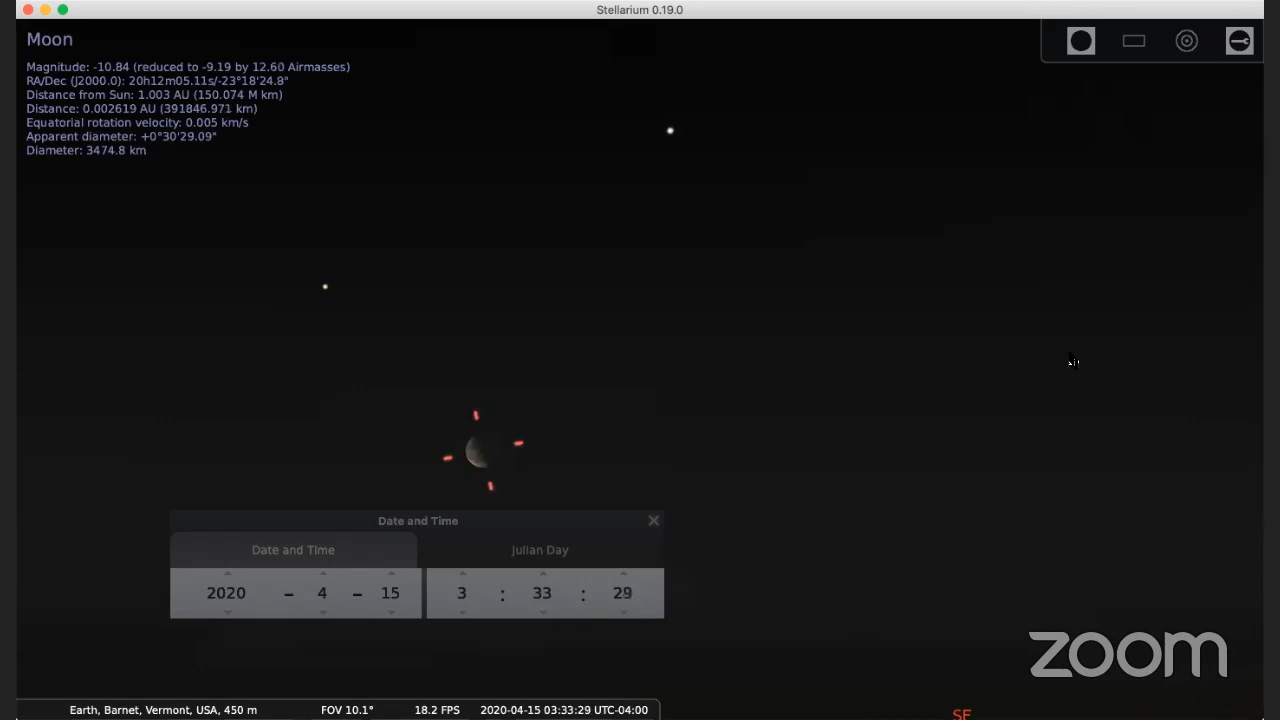 Stellarium 0.19.0
Moon
Magnitude: -10.84 (reduced to -9.19 by 12.60 Airmasses)
RA/Dec (J2000.0): 20h12m05.11s/-23°18'24.8"
Distance from Sun: 1.003 AU (150.074 M km)
Distance: 0.002619 AU (391846.971 km)
Equatorial rotation velocity: 0.005 km/s
Apparent diameter: +0°30'29.09"
Diameter: 3474.8 km
Date and Time
Date and Time Julian Day
2020 - 4 - 15 3 : 33 : 29
zoom
Earth, Barnet, Vermont, USA, 450 m FOV 10.1° 18.2 FPS 2020-04-15 03:33:29 UTC-04:00
SE